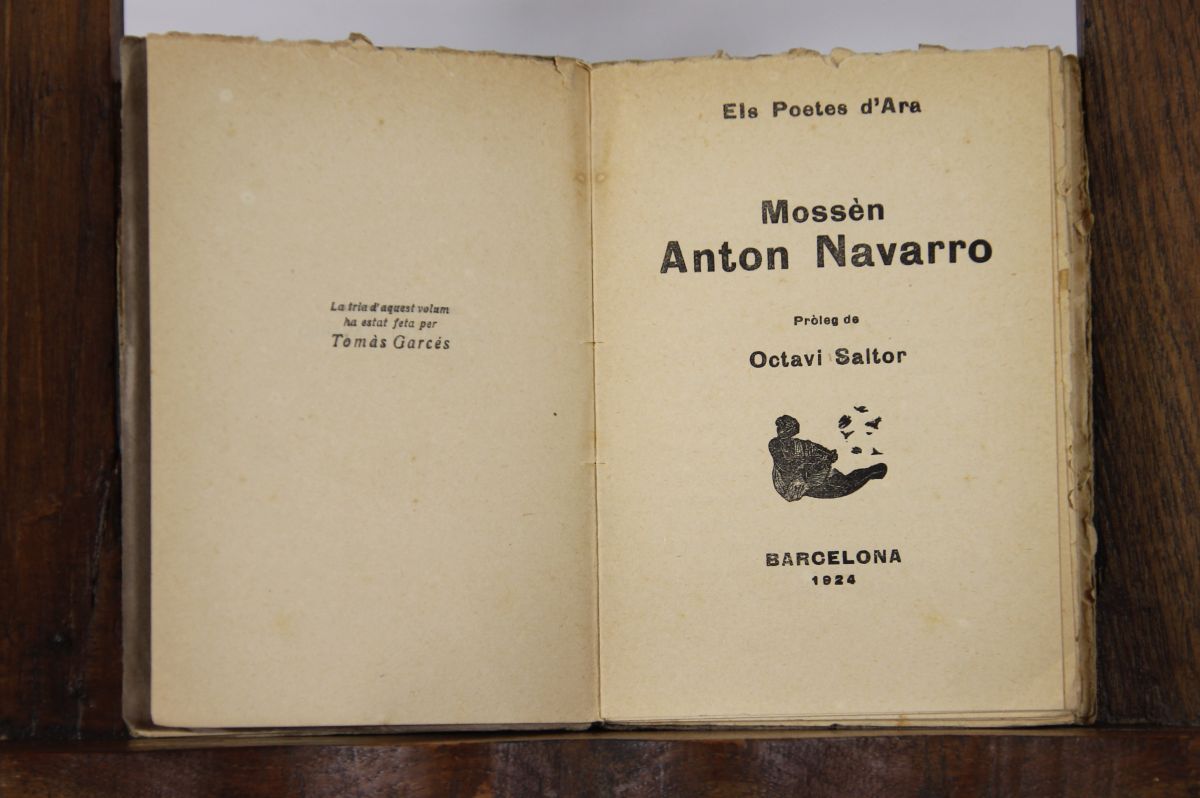 La tria d'aquest volum
ha estat feta per
Tomàs Garcés
Els Poetes d'Ara
Mossèn
Anton Navarro
Pròleg de
Octavi Saltor
BARCELONA
1924